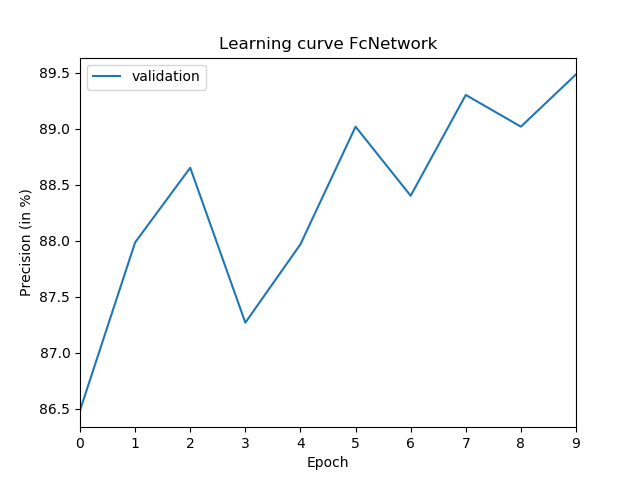 Learning curve FcNetwork
validation
Precision (in %)
89.5
89.0
88.5
88.0
87.5
87.0
86.5
0 1 2 3 4 5 6 7 8 9
Epoch